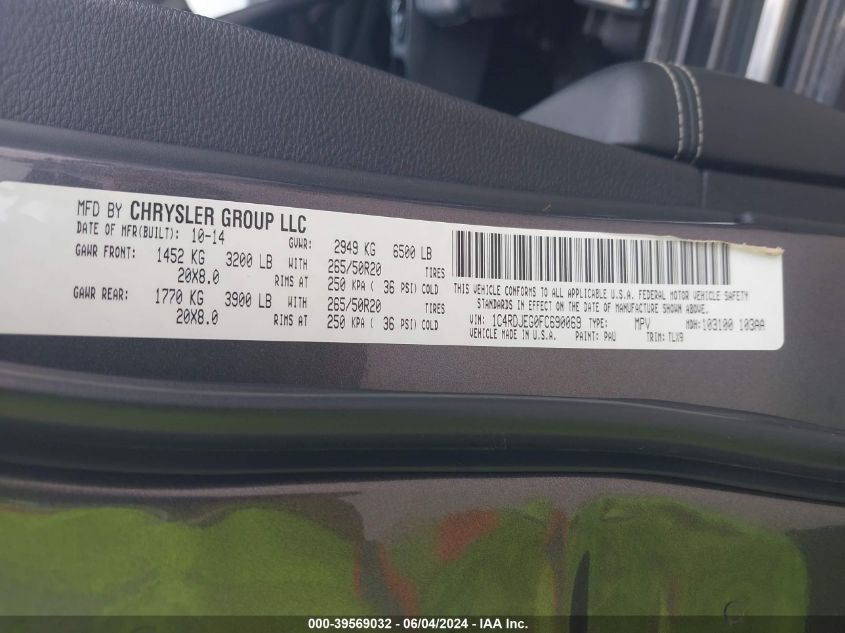 MFD BY CHRYSLER GROUP LLC
DATE OF MFR(BUILT): 10-14 GVWR: 2949 KG 6500 LB
GAWR FRONT: 1452 KG 3200 LB WITH 265/50R20 TIRES
20X8.0 RIMS AT 250 KPA ( 36 PSI) COLD
GAWR REAR: 1770 KG 3900 LB WITH 265/50R20 TIRES
20X8.0 RIMS AT 250 KPA ( 36 PSI) COLD
THIS VEHICLE CONFORMS TO ALL APPLICABLE U.S.A. FEDERAL MOTOR VEHICLE SAFETY
STANDARDS IN EFFECT ON THE DATE OF MANUFACTURE SHOWN ABOVE.
VIN: 1C4RDJEG0FC690069 TYPE: MPV MDH: 103100 103AA
VEHICLE MADE IN U.S.A. PAINT: PAU TRIM: TLX9
000-39569032 - 06/04/2024 - IAA Inc.